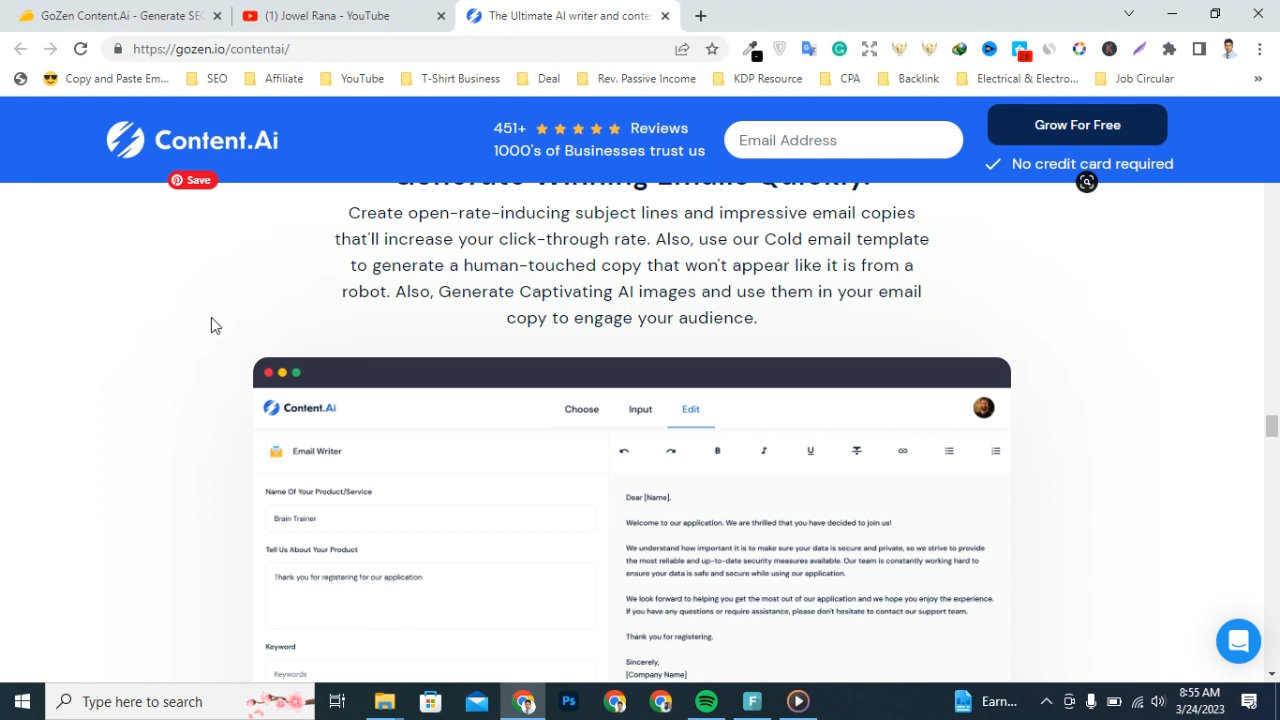 GoZen Content.Ai - Generate SEO
(1) Jowel Rana - YouTube
The Ultimate AI writer and conten
https://gozen.io/contentai/
28
Copy and Paste Em...
SEO
Affiliate
YouTube
T-Shirt Business
Deal
Rev. Passive Income
KDP Resource
CPA
Backlink
Electrical & Electro...
Job Circular
Content.Ai
451+ Reviews
1000's of Businesses trust us
Email Address
Grow For Free
No credit card required
Save
Generate Winning Emails Quickly!
Create open-rate-inducing subject lines and impressive email copies
that'll increase your click-through rate. Also, use our Cold email template
to generate a human-touched copy that won't appear like it is from a
robot. Also, Generate Captivating AI images and use them in your email
copy to engage your audience.
Content.Ai
Choose
Input
Edit
Email Writer
B
I
U
Name Of Your Product/Service
Brain Trainer
Tell Us About Your Product
Thank you for registering for our application
Keyword
Keywords
Dear [Name],
Welcome to our application. We are thrilled that you have decided to join us!
We understand how important it is to make sure your data is secure and private, so we strive to provide
the most reliable and up-to-date security measures available. Our team is constantly working hard to
ensure your data is safe and secure while using our application.
We look forward to helping you get the most out of our application and we hope you enjoy the experience.
If you have any questions or require assistance, please don't hesitate to contact our support team.
Thank you for registering.
Sincerely,
[Company Name]
Type here to search
Ps
F
Earn...
8:55 AM
3/24/2023